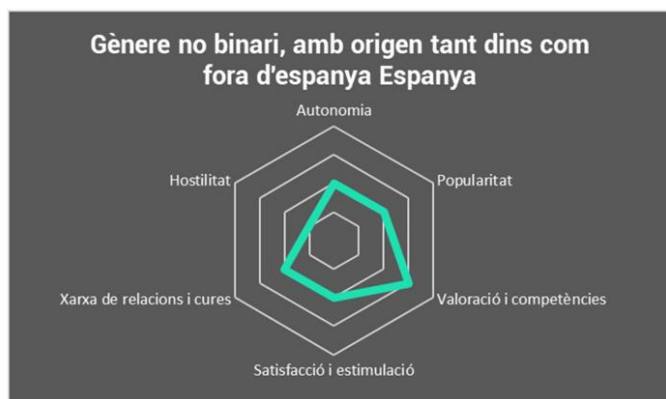 Gènere no binari, amb origen tant dins com
fora d'espanya Espanya
Autonomia
Hostilitat
Popularitat
Xarxa de relacions i cures
Valoració i competències
Satisfacció i estimulació